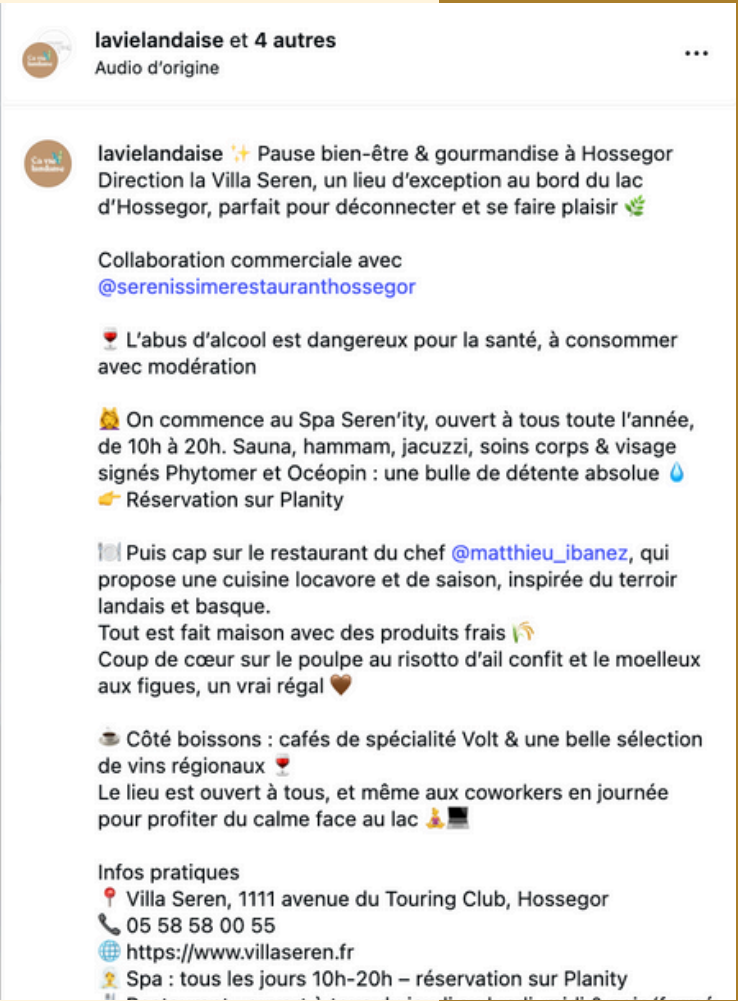 lavielandaise et 4 autres
Audio d'origine
lavielandaise ✨ Pause bien-être & gourmandise à Hossegor
Direction la Villa Seren, un lieu d'exception au bord du lac
d'Hossegor, parfait pour déconnecter et se faire plaisir 🌿
Collaboration commerciale avec
@serenissimerestauranthossegor
🍷 L'abus d'alcool est dangereux pour la santé, à consommer
avec modération
💆 On commence au Spa Seren'ity, ouvert à tous toute l'année,
de 10h à 20h. Sauna, hammam, jacuzzi, soins corps & visage
signés Phytomer et Océopin : une bulle de détente absolue 💧
👉 Réservation sur Planity
🍽️ Puis cap sur le restaurant du chef @matthieu_ibanez, qui
propose une cuisine locavore et de saison, inspirée du terroir
landais et basque.
Tout est fait maison avec des produits frais 🌾
Coup de cœur sur le poulpe au risotto d'ail confit et le moelleux
aux figues, un vrai régal 🤎
☕ Côté boissons : cafés de spécialité Volt & une belle sélection
de vins régionaux 🍷
Le lieu est ouvert à tous, et même aux coworkers en journée
pour profiter du calme face au lac 🧘‍♀️💻
Infos pratiques
📍 Villa Seren, 1111 avenue du Touring Club, Hossegor
📞 05 58 58 00 55
🌐 https://www.villaseren.fr
🧖 Spa : tous les jours 10h-20h – réservation sur Planity